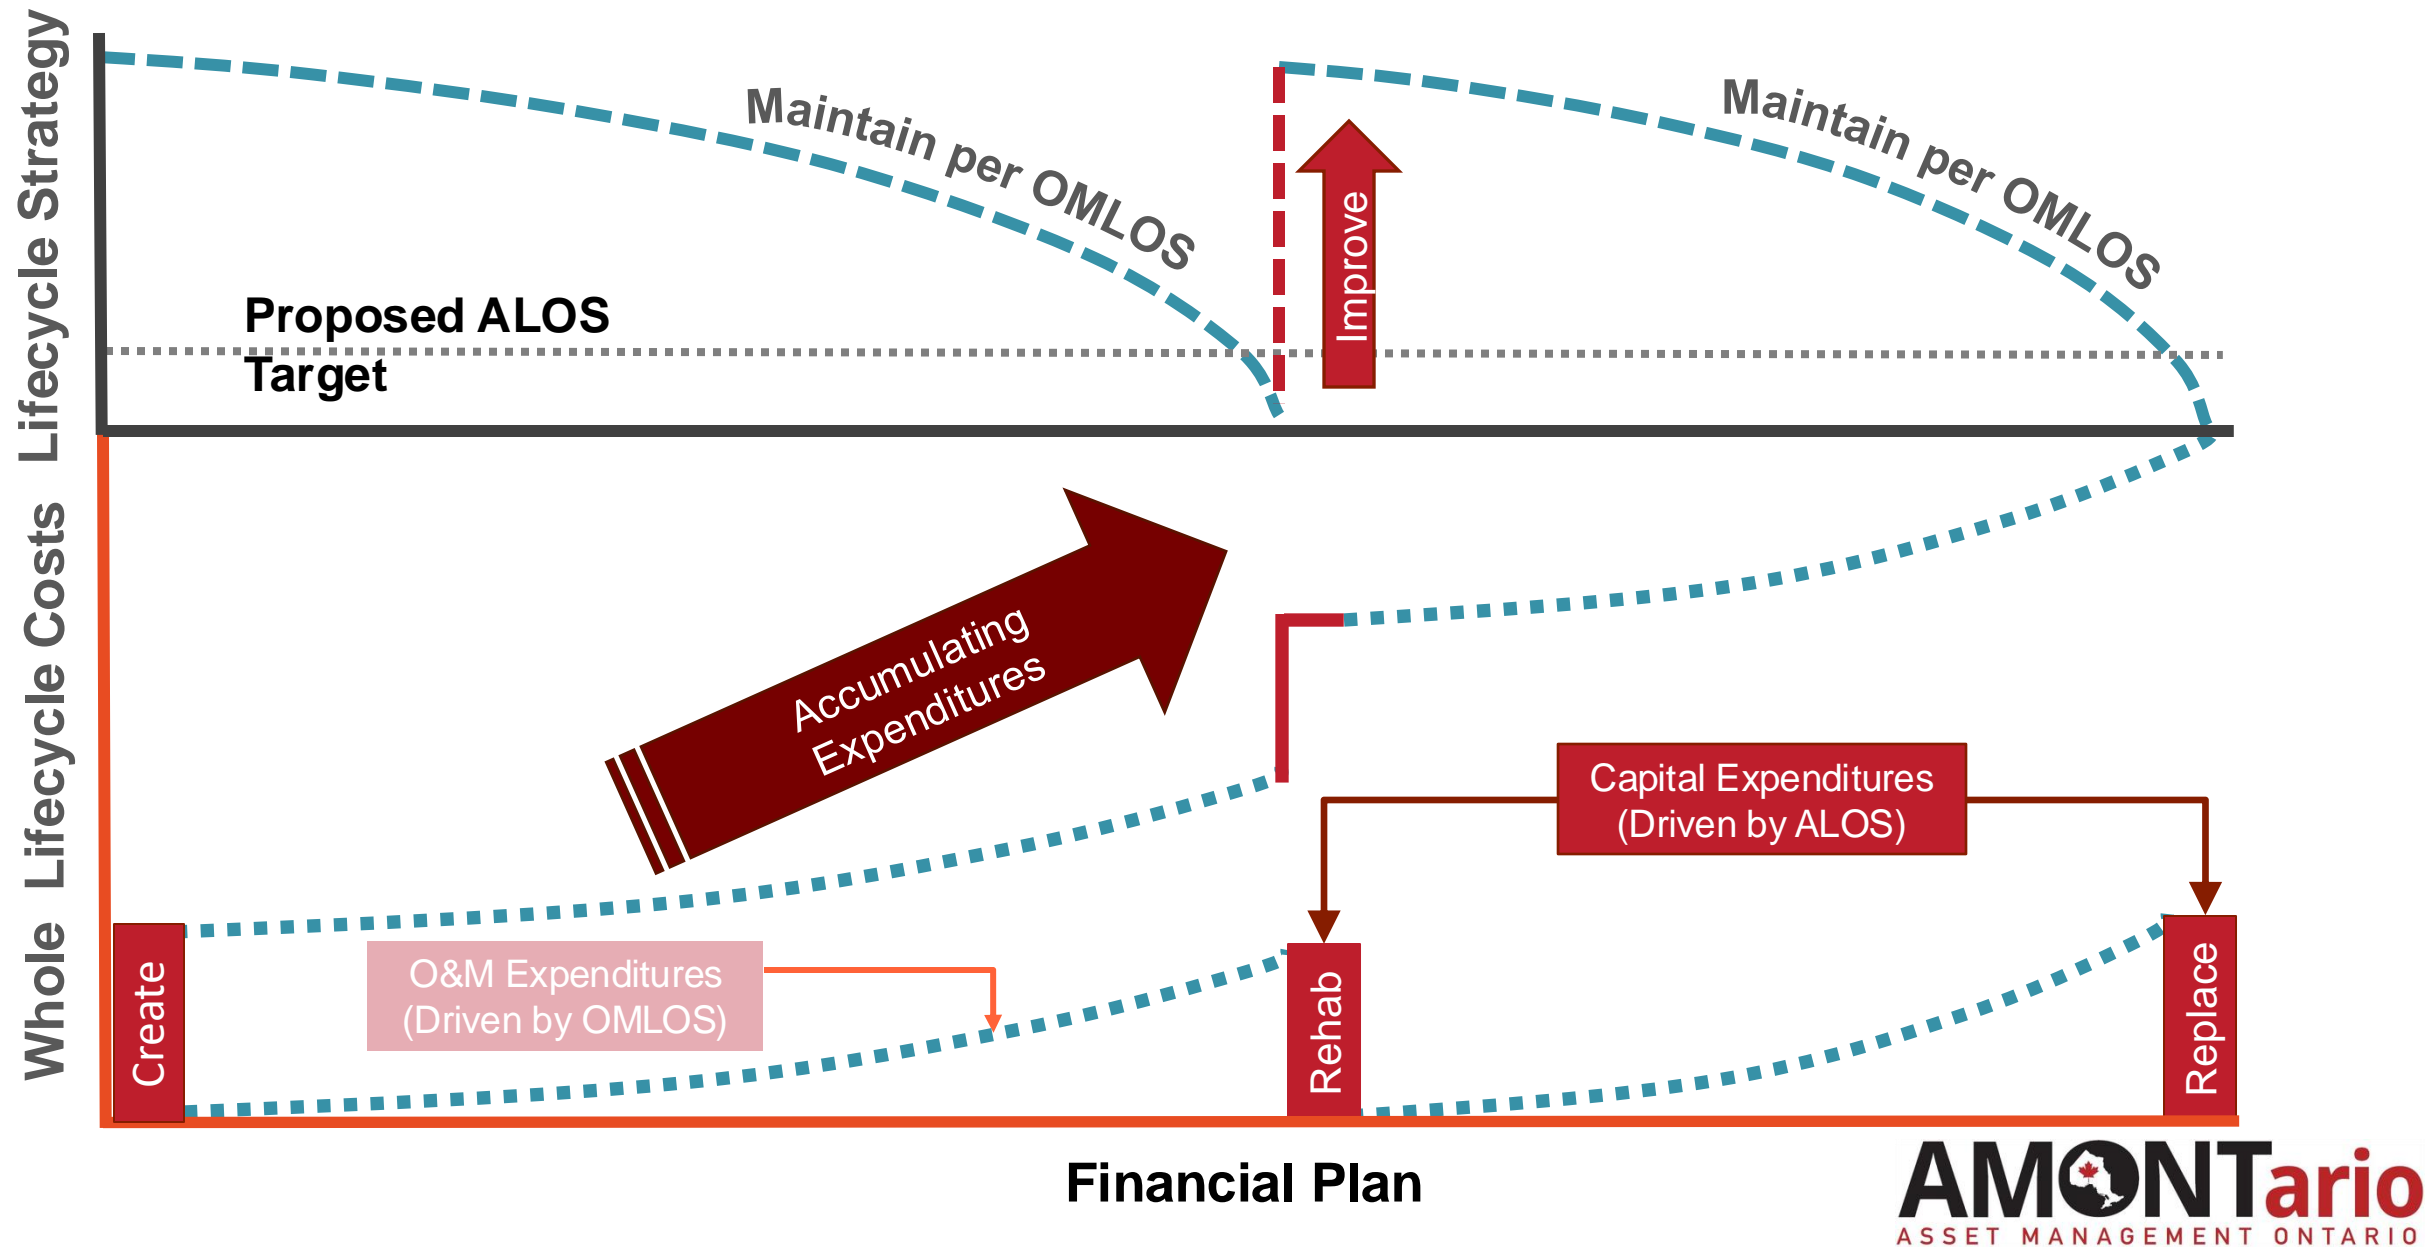 Lifecycle Strategy
Maintain per OMLOS
Maintain per OMLOS
Improve
Proposed ALOS
Target
Whole Lifecycle Costs
Accumulating
Expenditures
Capital Expenditures
(Driven by ALOS)
O&M Expenditures
(Driven by OMLOS)
Create
Rehab
Replace
Financial Plan
AMONTario
ASSET MANAGEMENT ONTARIO